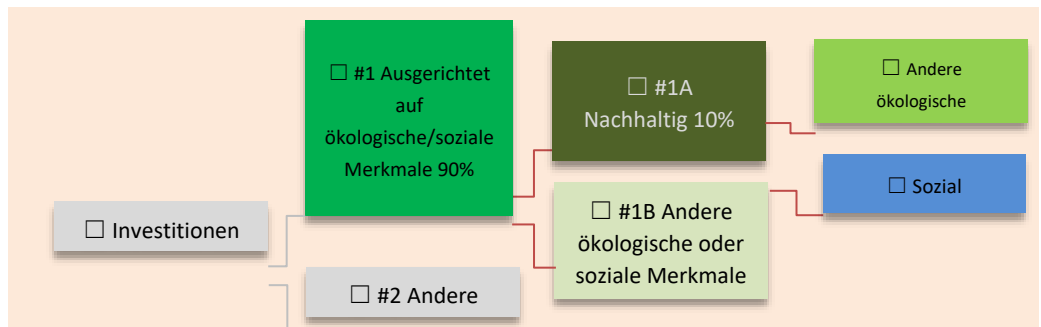 ☐ #1 Ausgerichtet
auf
ökologische/soziale
Merkmale 90%
☐ #1A
Nachhaltig 10%
☐ Andere
ökologische
☐ Sozial
☐ Investitionen
☐ #1B Andere
ökologische oder
soziale Merkmale
☐ #2 Andere